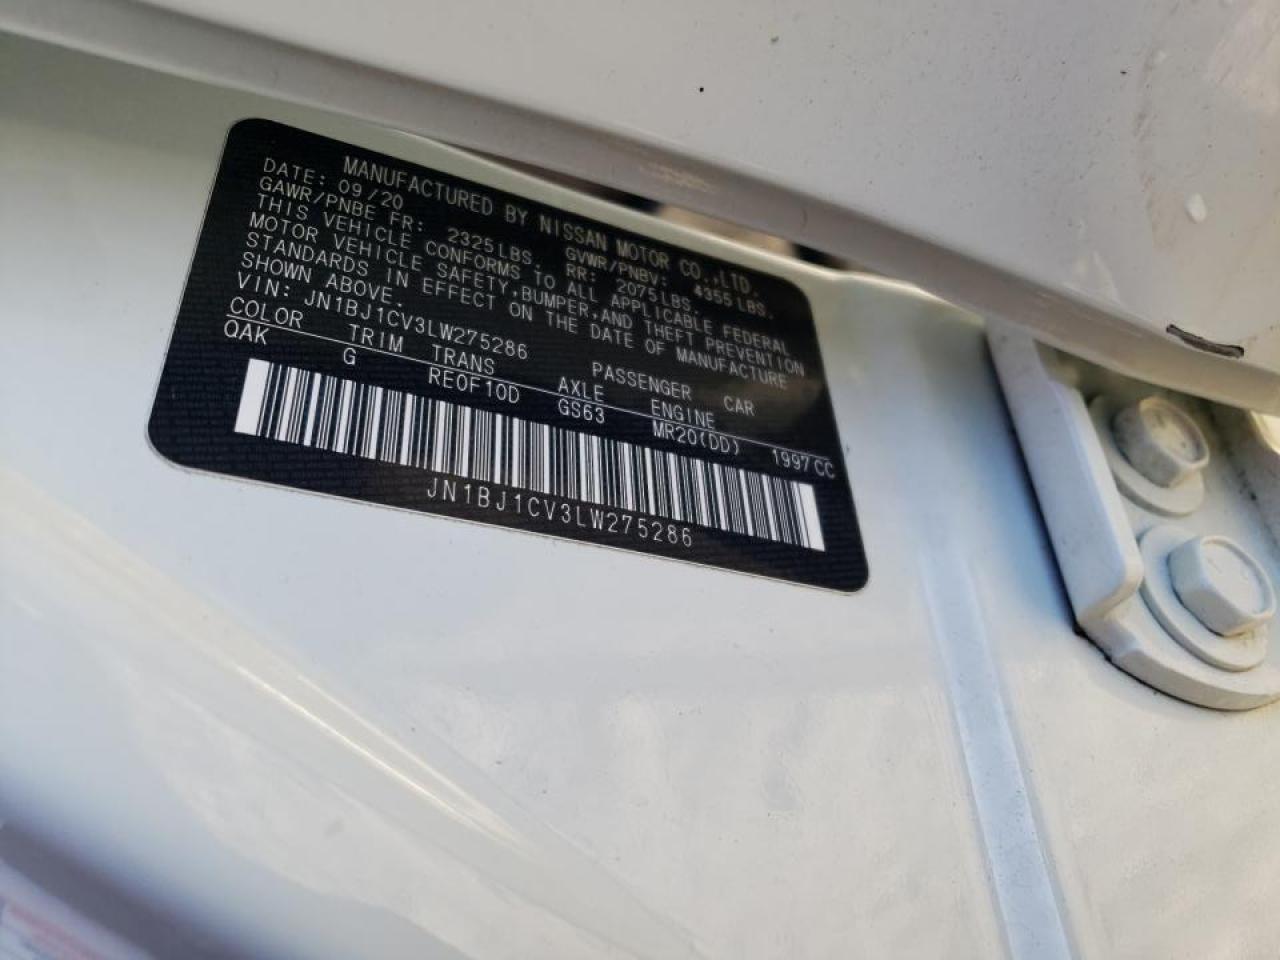 MANUFACTURED BY NISSAN MOTOR CO.,LTD.
DATE: 09/20 GVWR/PNBV: 4355LBS.
GAWR/PNBE FR: 2325LBS. RR: 2075LBS.
THIS VEHICLE CONFORMS TO ALL APPLICABLE FEDERAL
MOTOR VEHICLE SAFETY,BUMPER,AND THEFT PREVENTION
STANDARDS IN EFFECT ON THE DATE OF MANUFACTURE
SHOWN ABOVE.
VIN: JN1BJ1CV3LW275286 PASSENGER CAR
COLOR TRIM TRANS AXLE ENGINE
QAK G RE0F10D GS63 MR20(DD) 1997CC
JN1BJ1CV3LW275286